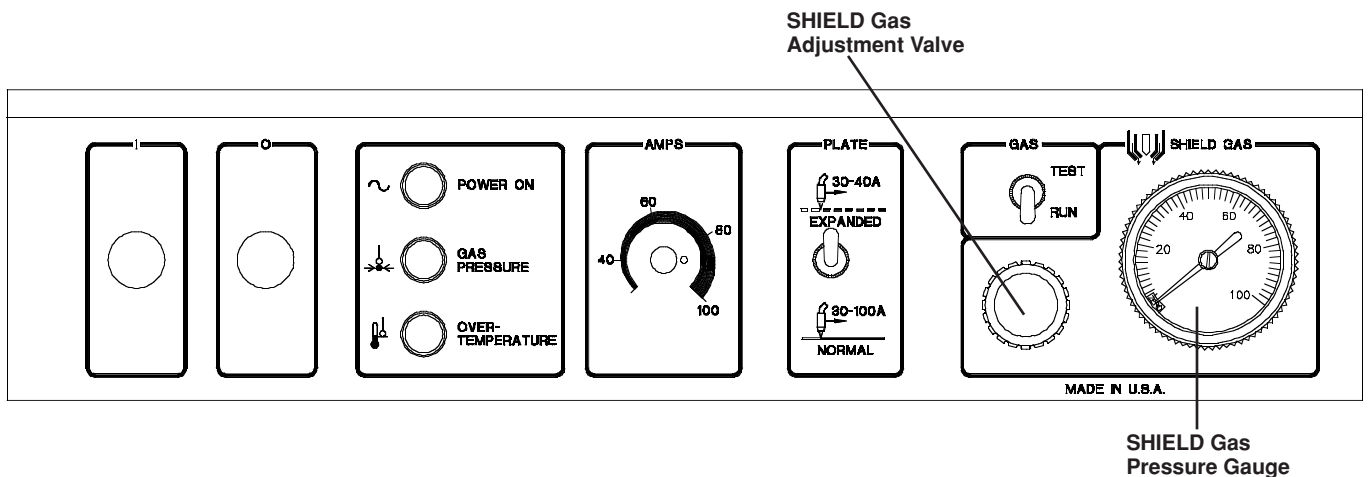 SHIELD Gas
Adjustment Valve
I
O
POWER ON
GAS
PRESSURE
OVER-
TEMPERATURE
AMPS
40
60
80
100
PLATE
30-40A
EXPANDED
30-100A
NORMAL
GAS
TEST
RUN
SHIELD GAS
20
40
60
80
100
MADE IN U.S.A.
SHIELD Gas
Pressure Gauge